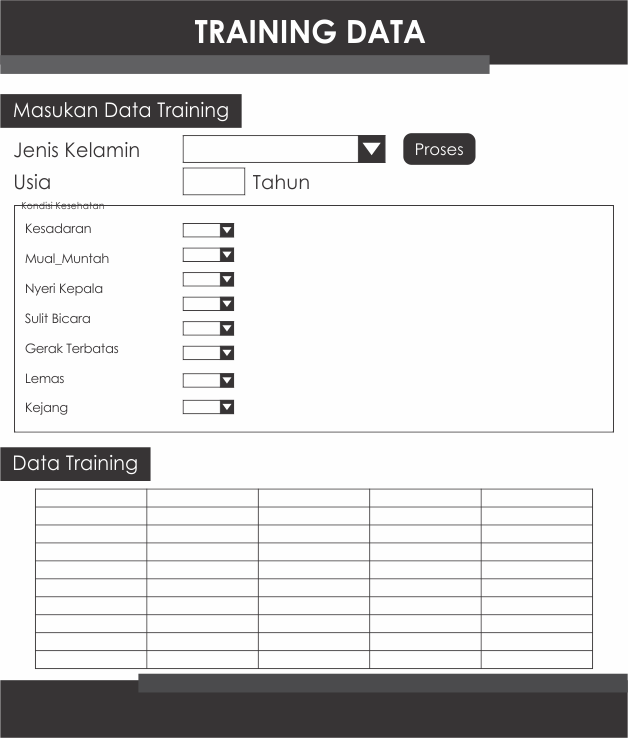 TRAINING DATA
Masukan Data Training
Jenis Kelamin
Proses
Usia
Tahun
Kondisi Kesehatan
Kesadaran
Mual_Muntah
Nyeri Kepala
Sulit Bicara
Gerak Terbatas
Lemas
Kejang
Data Training